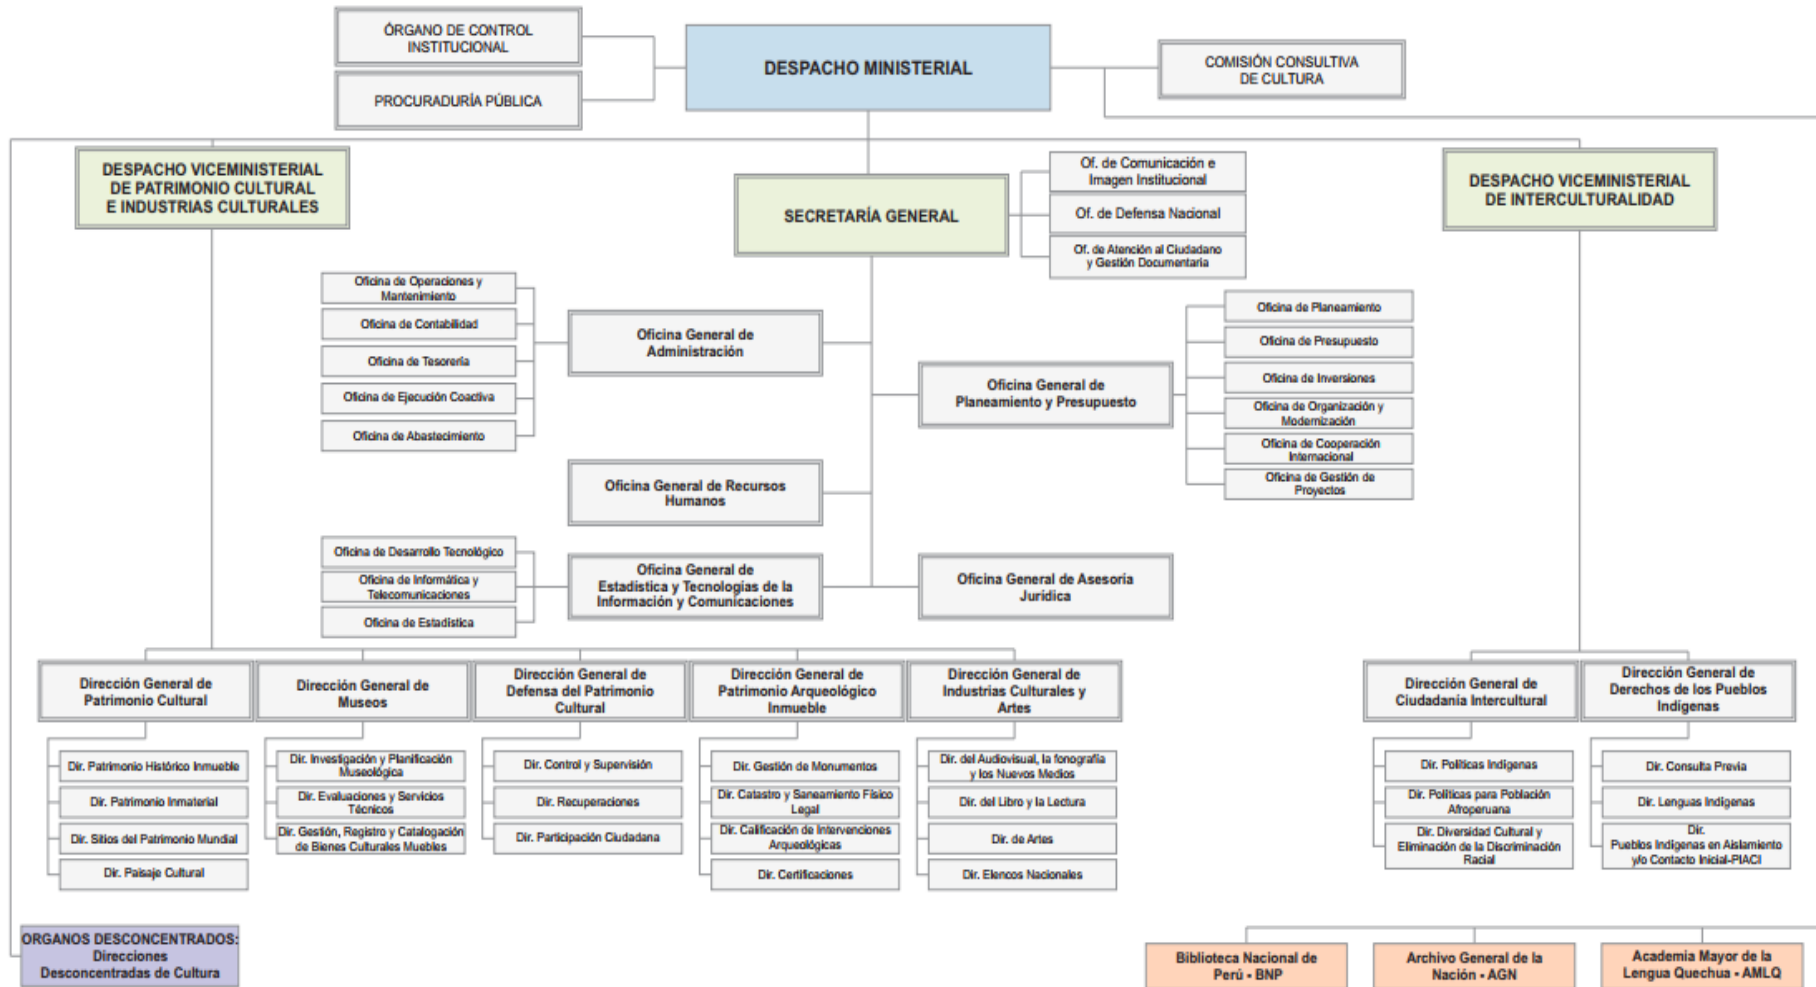 ÓRGANO DE CONTROL
INSTITUCIONAL
PROCURADURÍA PÚBLICA
DESPACHO MINISTERIAL
COMISIÓN CONSULTIVA
DE CULTURA
DESPACHO VICEMINISTERIAL
DE PATRIMONIO CULTURAL
E INDUSTRIAS CULTURALES
SECRETARÍA GENERAL
Of. de Comunicación e
Imagen Institucional
Of. de Defensa Nacional
Of. de Atención al Ciudadano
y Gestión Documentaria
DESPACHO VICEMINISTERIAL
DE INTERCULTURALIDAD
Oficina de Operaciones y
Mantenimiento
Oficina de Contabilidad
Oficina de Tesorería
Oficina de Ejecución Coactiva
Oficina de Abastecimiento
Oficina General de
Administración
Oficina General de
Planeamiento y Presupuesto
Oficina de Planeamiento
Oficina de Presupuesto
Oficina de Inversiones
Oficina de Organización y
Modernización
Oficina de Cooperación
Internacional
Oficina de Gestión de
Proyectos
Oficina General de Recursos
Humanos
Oficina de Desarrollo Tecnológico
Oficina de Informática y
Telecomunicaciones
Oficina de Estadística
Oficina General de
Estadística y Tecnologías de la
Información y Comunicaciones
Oficina General de Asesoría
Jurídica
Dirección General de
Patrimonio Cultural
Dir. Patrimonio Histórico Inmueble
Dir. Patrimonio Inmaterial
Dir. Sitios del Patrimonio Mundial
Dir. Paisaje Cultural
Dirección General de
Museos
Dir. Investigación y Planificación
Museológica
Dir. Evaluaciones y Servicios
Técnicos
Dir. Gestión, Registro y Catalogación
de Bienes Culturales Muebles
Dirección General de
Defensa del Patrimonio
Cultural
Dir. Control y Supervisión
Dir. Recuperaciones
Dir. Participación Ciudadana
Dirección General de
Patrimonio Arqueológico
Inmueble
Dir. Gestión de Monumentos
Dir. Catastro y Saneamiento Físico
Legal
Dir. Calificación de Intervenciones
Arqueológicas
Dir. Certificaciones
Dirección General de
Industrias Culturales y
Artes
Dir. del Audiovisual, la fonografía
y los Nuevos Medios
Dir. del Libro y la Lectura
Dir. de Artes
Dir. Elencos Nacionales
Dirección General de
Ciudadanía Intercultural
Dir. Políticas Indígenas
Dir. Políticas para Población
Afroperuana
Dir. Diversidad Cultural y
Eliminación de la Discriminación
Racial
Dirección General de
Derechos de los Pueblos
Indígenas
Dir. Consulta Previa
Dir. Lenguas Indígenas
Dir.
Pueblos Indígenas en Aislamiento
y/o Contacto Inicial-PIACI
ORGANOS DESCONCENTRADOS:
Direcciones
Desconcentradas de Cultura
Biblioteca Nacional de
Perú - BNP
Archivo General de la
Nación - AGN
Academia Mayor de la
Lengua Quechua - AMLQ